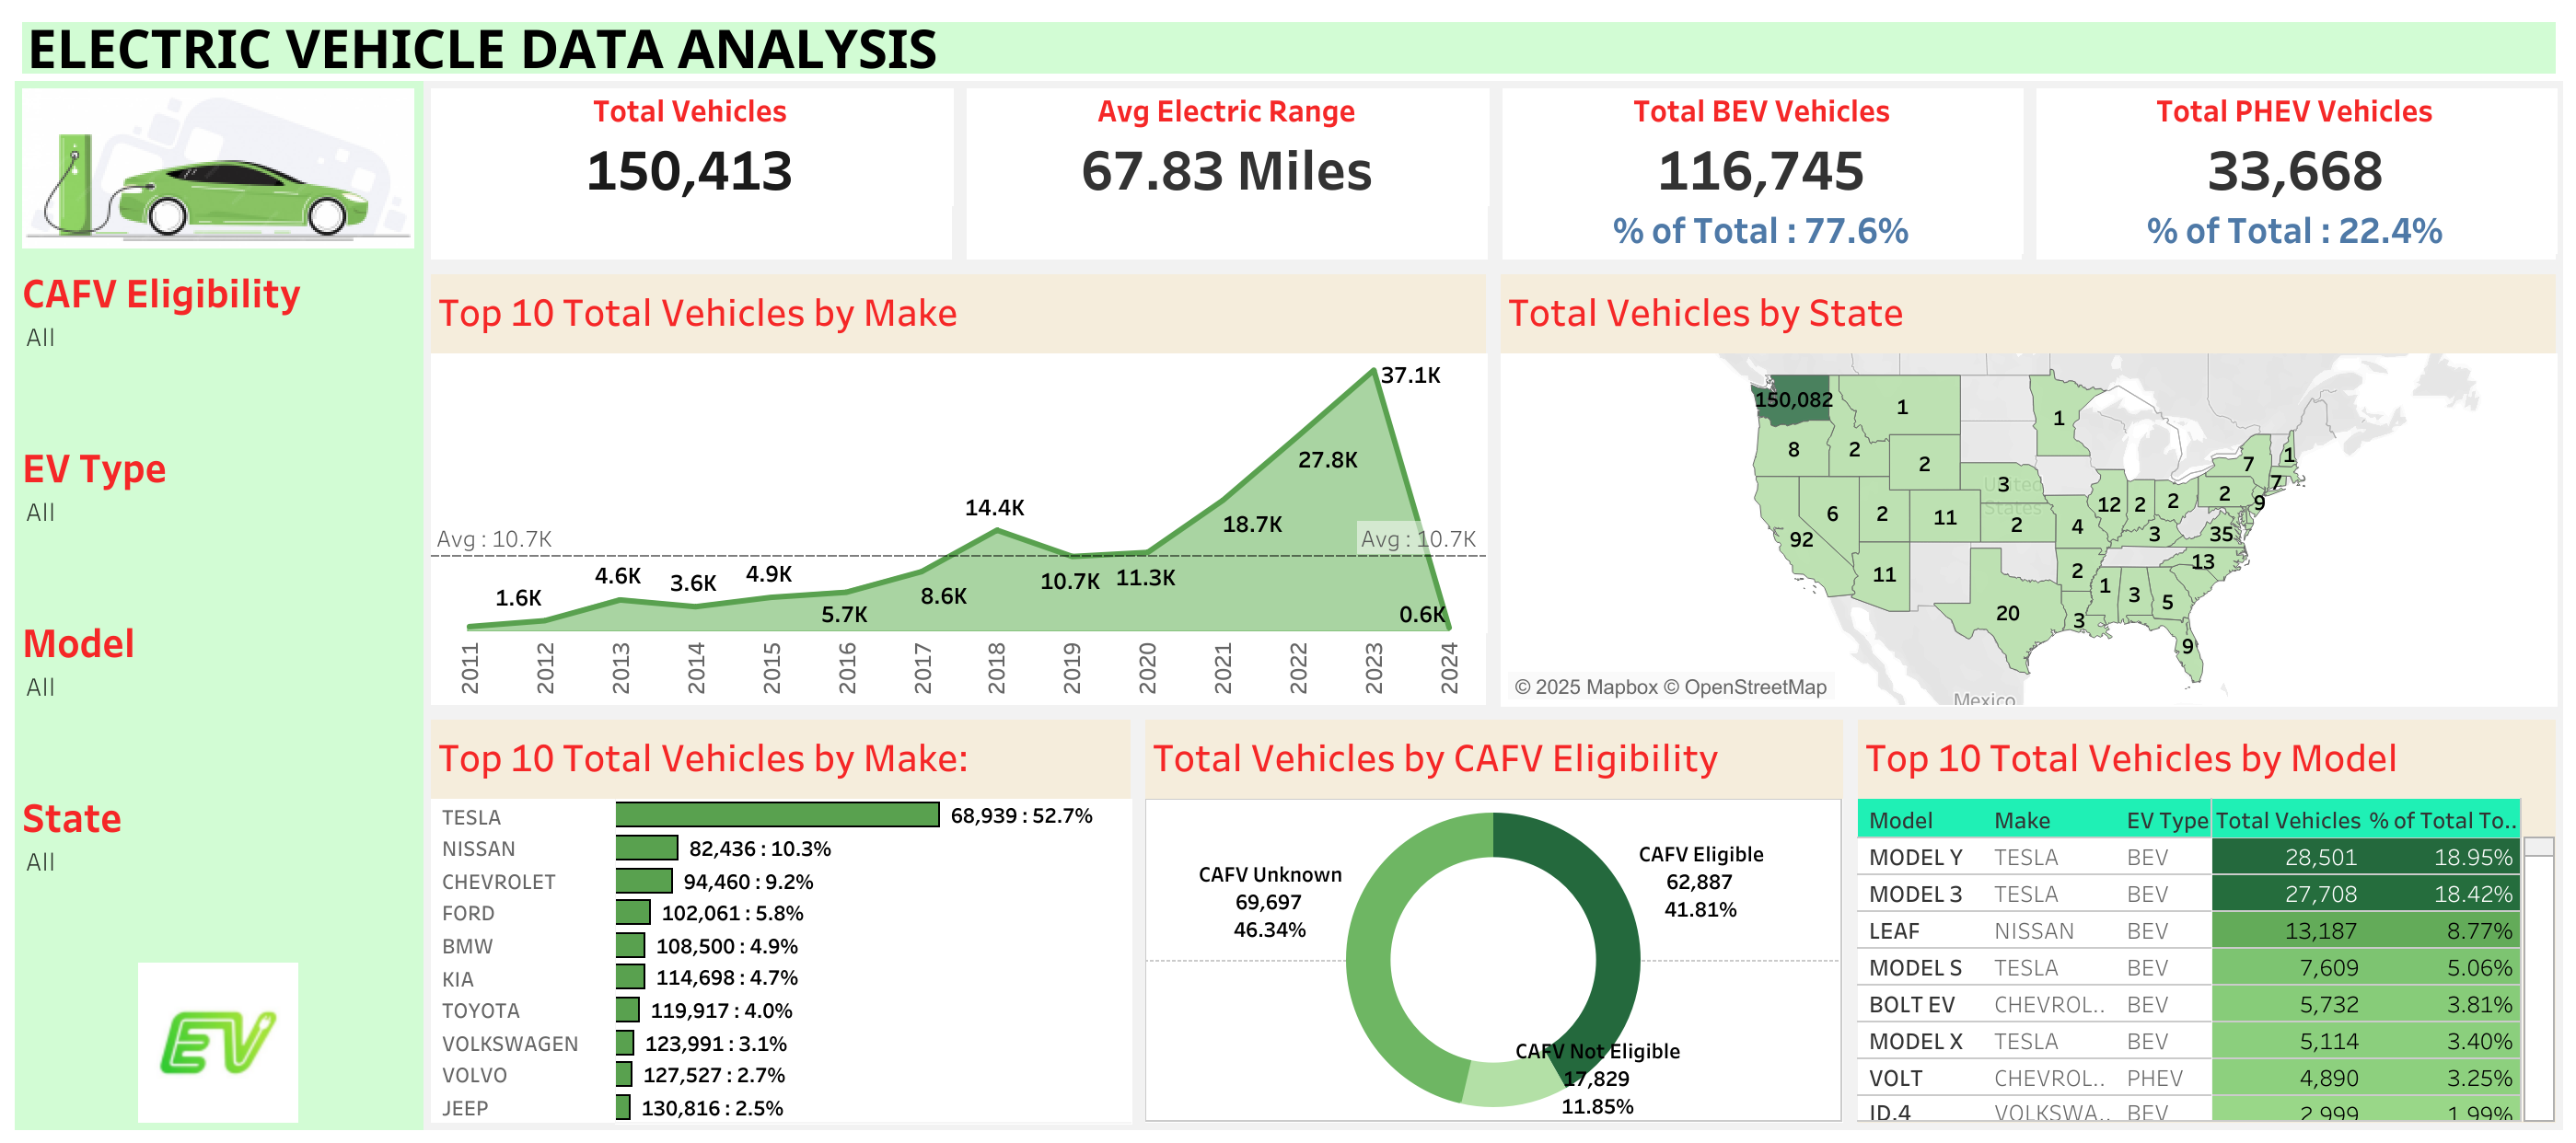 ELECTRIC VEHICLE DATA ANALYSIS
Total Vehicles
150,413
Avg Electric Range
67.83 Miles
Total BEV Vehicles
116,745
% of Total : 77.6%
Total PHEV Vehicles
33,668
% of Total : 22.4%
CAFV Eligibility
All
EV Type
All
Model
All
State
All
EV
Top 10 Total Vehicles by Make
37.1K
27.8K
14.4K
18.7K
Avg : 10.7K
Avg : 10.7K
1.6K
4.6K
3.6K
4.9K
5.7K
8.6K
10.7K
11.3K
0.6K
2011
2012
2013
2014
2015
2016
2017
2018
2019
2020
2021
2022
2023
2024
Total Vehicles by State
150,082
1
1
8
2
2
7
1
3
United
States
7
12
2
2
2
9
6
2
11
2
4
3
35
92
13
11
2
1
3
5
20
3
9
© 2025 Mapbox © OpenStreetMap
Mexico
Top 10 Total Vehicles by Make:
TESLA 68,939 : 52.7%
NISSAN 82,436 : 10.3%
CHEVROLET 94,460 : 9.2%
FORD 102,061 : 5.8%
BMW 108,500 : 4.9%
KIA 114,698 : 4.7%
TOYOTA 119,917 : 4.0%
VOLKSWAGEN 123,991 : 3.1%
VOLVO 127,527 : 2.7%
JEEP 130,816 : 2.5%
Total Vehicles by CAFV Eligibility
CAFV Unknown
69,697
46.34%
CAFV Eligible
62,887
41.81%
CAFV Not Eligible
17,829
11.85%
Top 10 Total Vehicles by Model
Model Make EV Type Total Vehicles % of Total To..
MODEL Y TESLA BEV 28,501 18.95%
MODEL 3 TESLA BEV 27,708 18.42%
LEAF NISSAN BEV 13,187 8.77%
MODEL S TESLA BEV 7,609 5.06%
BOLT EV CHEVROL.. BEV 5,732 3.81%
MODEL X TESLA BEV 5,114 3.40%
VOLT CHEVROL.. PHEV 4,890 3.25%
ID.4 VOLKSWA.. BEV 2,999 1.99%